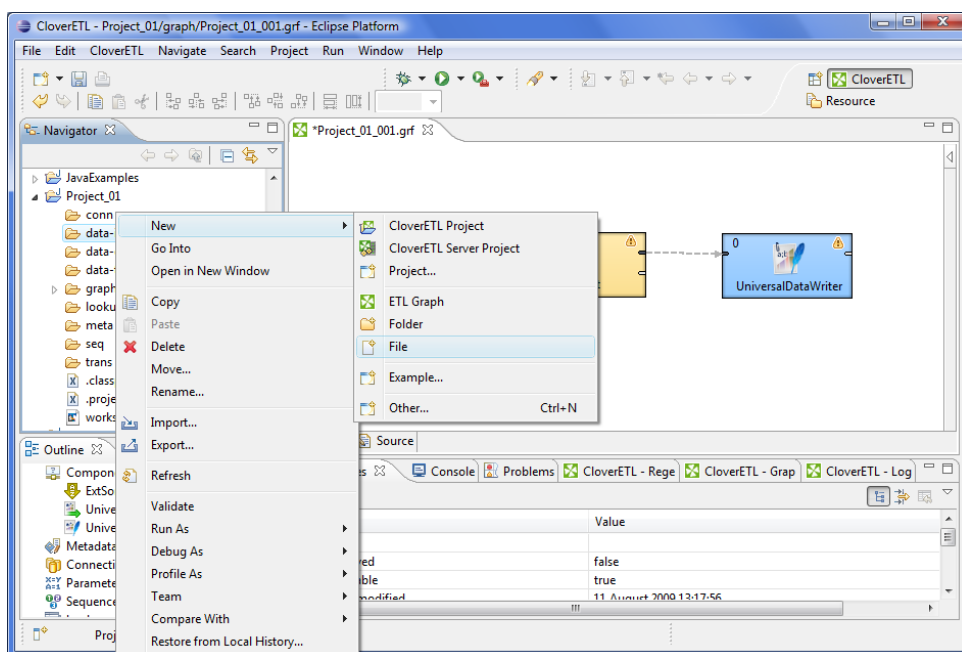 CloverETL - Project_01/graph/Project_01_001.grf - Eclipse Platform
File Edit CloverETL Navigate Search Project Run Window Help
CloverETL
Resource
Navigator
*Project_01_001.grf
JavaExamples
Project_01
conn
data-
data-
data-
graph
looku
meta
seq
trans
.class
.proje
works
New
Go Into
Open in New Window
Copy
Paste
Delete
Move...
Rename...
Import...
Export...
Refresh
Validate
Run As
Debug As
Profile As
Team
Compare With
Restore from Local History...
CloverETL Project
CloverETL Server Project
Project...
ETL Graph
Folder
File
Example...
Other... Ctrl+N
0
UniversalDataWriter
Source
Outline
Compon
ExtSo
Unive
Unive
Metadata
Connecti
Paramete
Sequence
Console Problems CloverETL - Rege CloverETL - Grap CloverETL - Log
Value
false
true
modified 11 August 2009 13:17:56
Proj